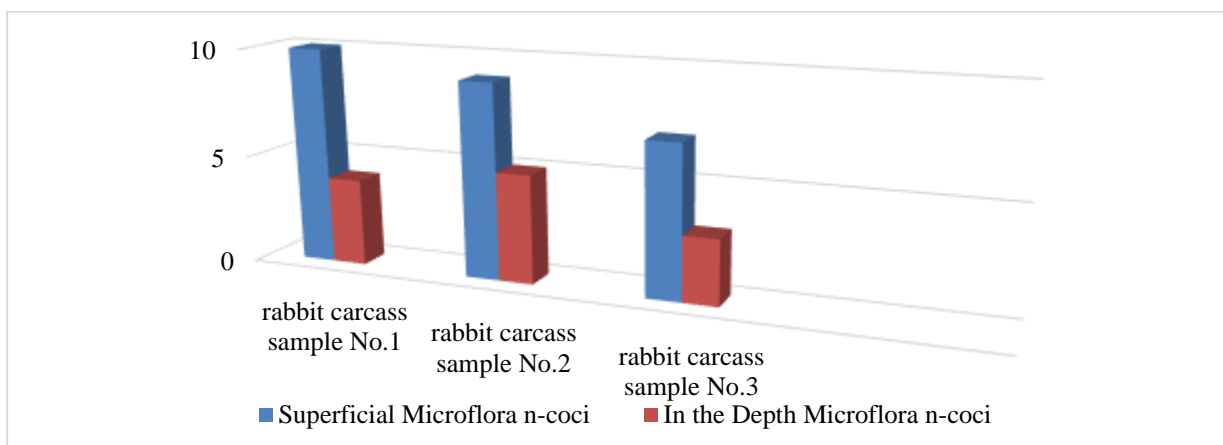 10
5
0
rabbit carcass
sample No.1
rabbit carcass
sample No.2
rabbit carcass
sample No.3
Superficial Microflora n-coci
In the Depth Microflora n-coci